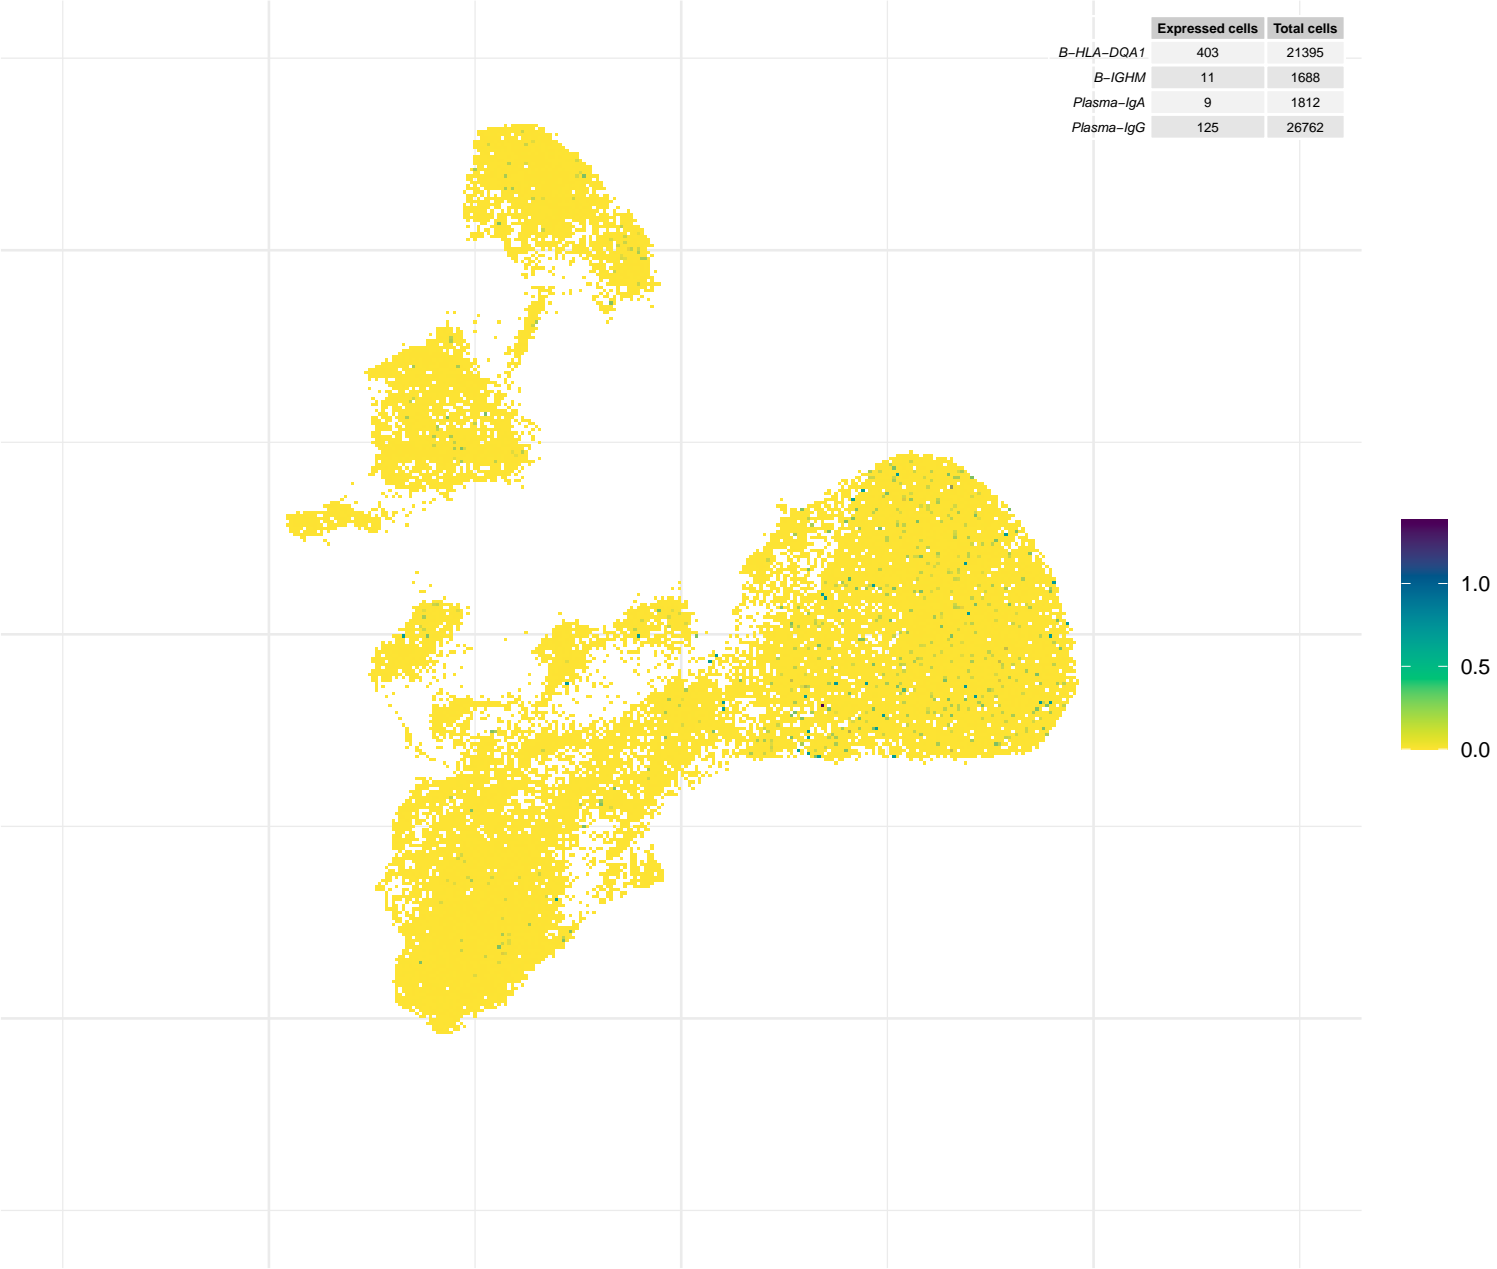 Expressed cells Total cells
B−HLA−DQA1 403 21395
B−IGHM 11 1688
Plasma−IgA 9 1812
Plasma−IgG 125 26762
1.0
0.5
0.0